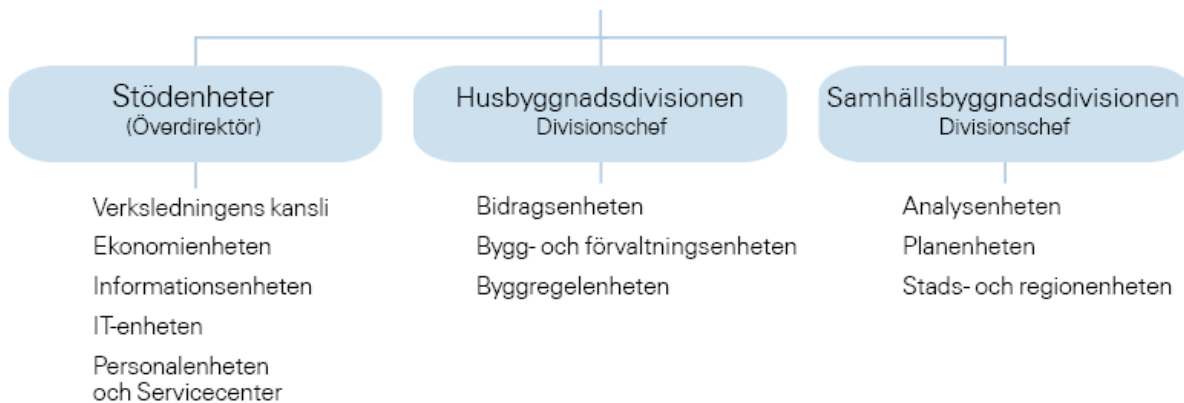 Stödenheter
(Överdirektör)
Verksledningens kansli
Ekonomienheten
Informationsenheten
IT-enheten
Personalenheten
och Servicecenter
Husbyggnadsdivisionen
Divisionschef
Bidragsenheten
Bygg- och förvaltningsenheten
Byggregelenheten
Samhällsbyggnadsdivisionen
Divisionschef
Analysenheten
Planenheten
Stads- och regionenheten